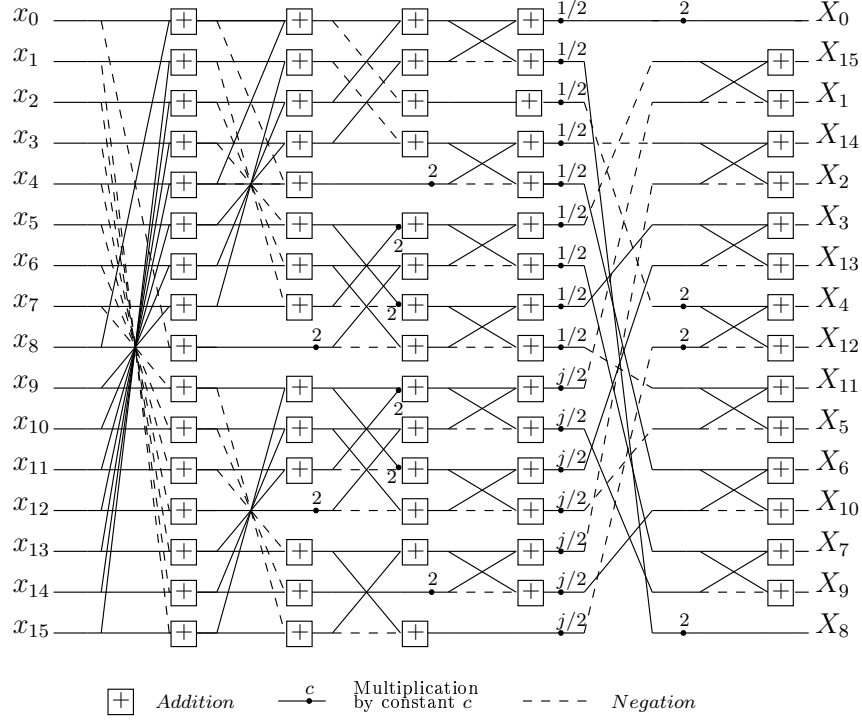 x₀ + + + + 1/2 2 X₀
x₁ + + + + 1/2 + X₁₅
x₂ + + + + 1/2 + X₁
x₃ + + + + 1/2 + X₁₄
x₄ + + 2 + 1/2 + X₂
x₅ + + + + 1/2 + X₃
2
x₆ + + + + 1/2 + X₁₃
x₇ + + 2 + + 1/2 2 + X₄
x₈ + 2 + + 1/2 2 + X₁₂
x₉ + + + + j/2 + X₁₁
2
x₁₀ + + + + j/2 + X₅
x₁₁ + + 2 + + j/2 + X₆
x₁₂ + 2 + + j/2 + X₁₀
x₁₃ + + + + j/2 + X₇
x₁₄ + + 2 + j/2 + X₉
x₁₅ + + + j/2 2 X₈
+ Addition
c Multiplication
by constant c
Negation